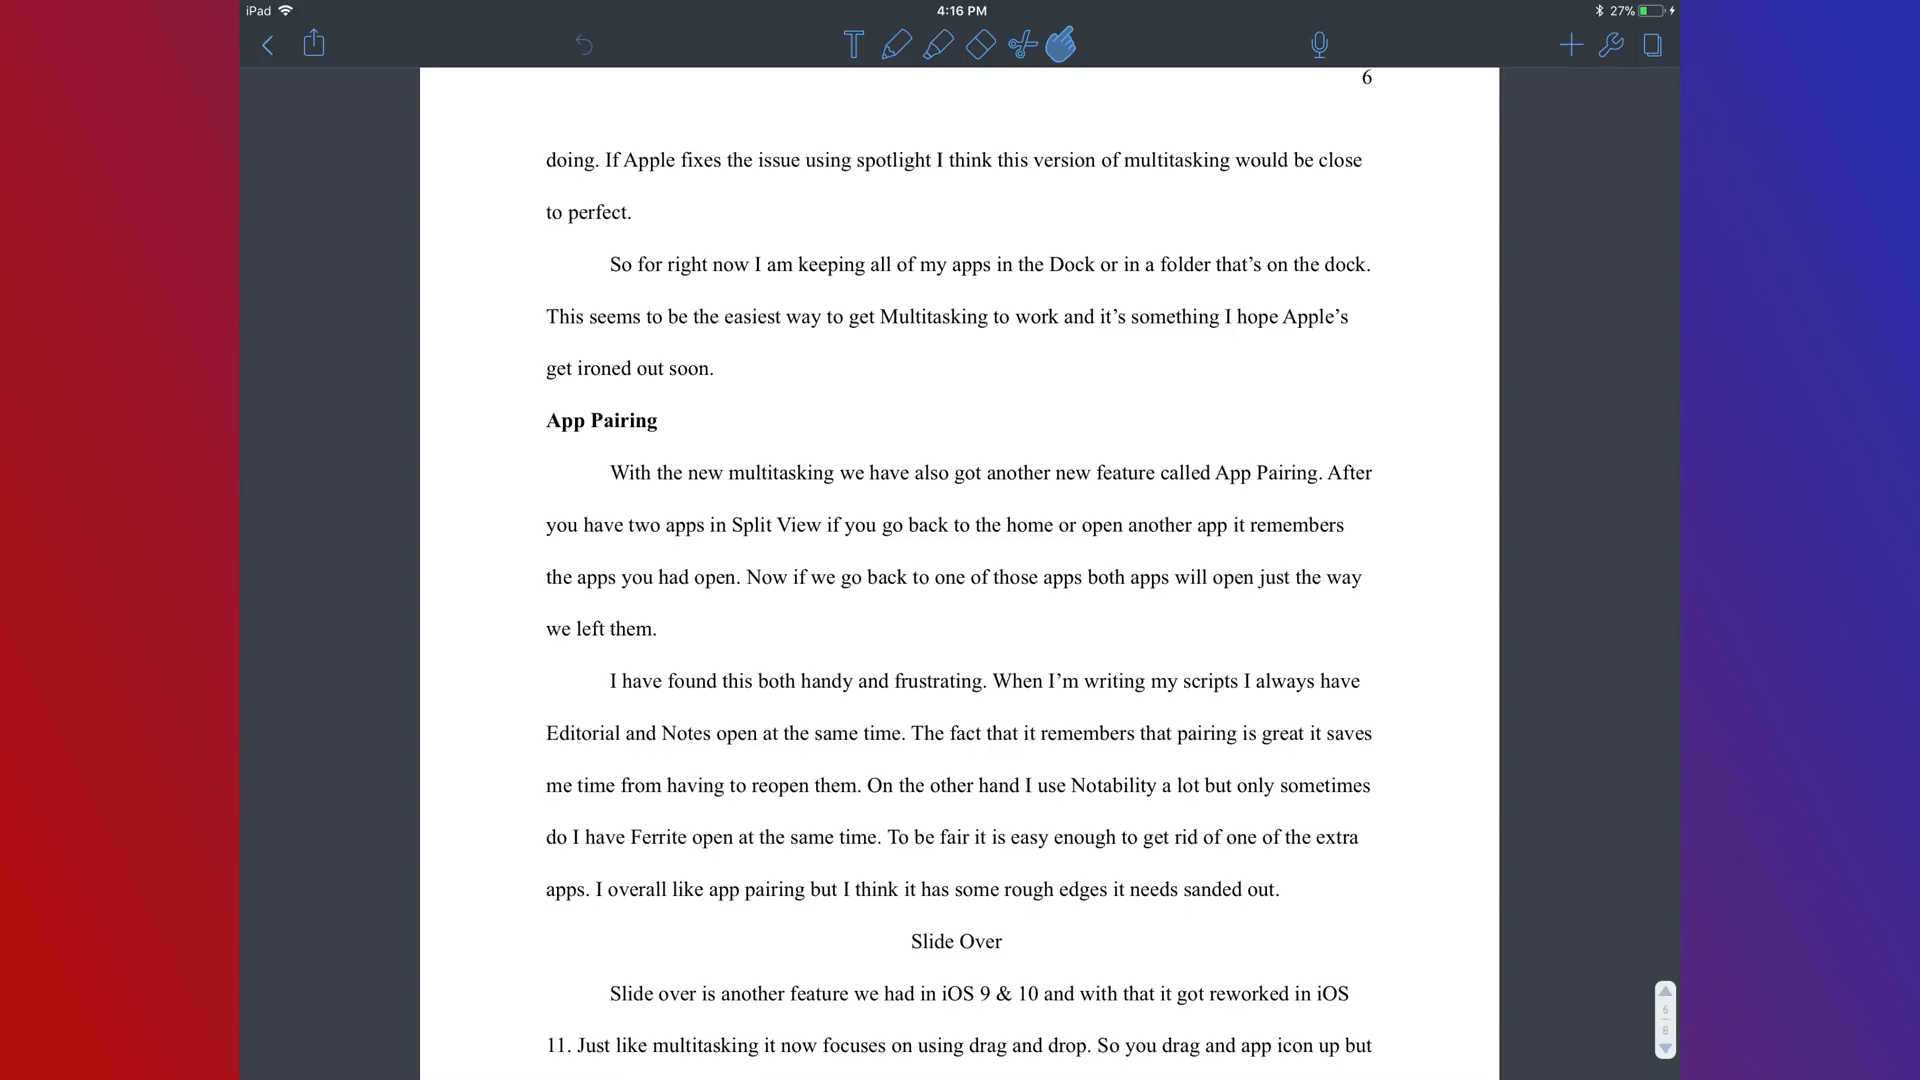 iPad
4:16 PM
27%
6
doing. If Apple fixes the issue using spotlight I think this version of multitasking would be close
to perfect.
So for right now I am keeping all of my apps in the Dock or in a folder that’s on the dock.
This seems to be the easiest way to get Multitasking to work and it’s something I hope Apple’s
get ironed out soon.
App Pairing
With the new multitasking we have also got another new feature called App Pairing. After
you have two apps in Split View if you go back to the home or open another app it remembers
the apps you had open. Now if we go back to one of those apps both apps will open just the way
we left them.
I have found this both handy and frustrating. When I’m writing my scripts I always have
Editorial and Notes open at the same time. The fact that it remembers that pairing is great it saves
me time from having to reopen them. On the other hand I use Notability a lot but only sometimes
do I have Ferrite open at the same time. To be fair it is easy enough to get rid of one of the extra
apps. I overall like app pairing but I think it has some rough edges it needs sanded out.
Slide Over
Slide over is another feature we had in iOS 9 & 10 and with that it got reworked in iOS
11. Just like multitasking it now focuses on using drag and drop. So you drag and app icon up but
6
8